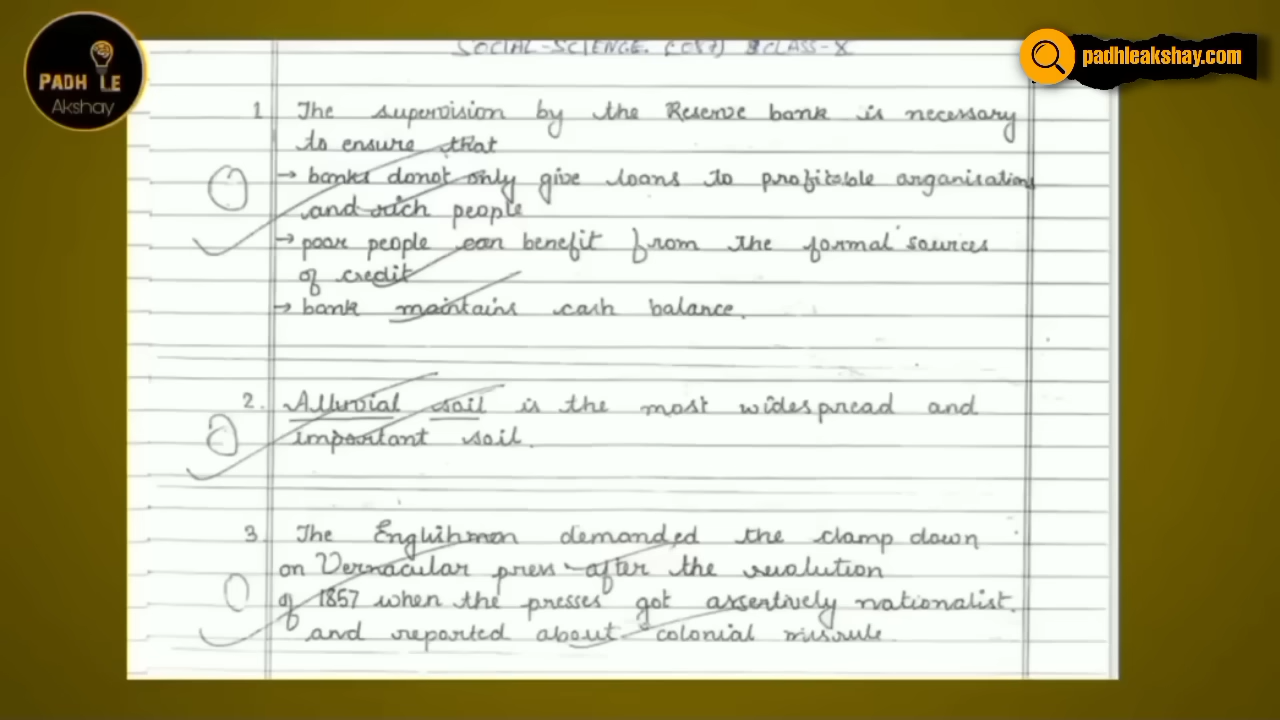 PADH LE
Akshay
padhleakshay.com
SOCIAL-SCIENCE. (087) CLASS-X
1 The supervision by the Reserve bank is necessary
to ensure that
→ banks donot only give loans to profitable organisations
and rich people
→ poor people can benefit from the formal sources
of credit
→ bank maintains cash balance.
2. Alluvial soil is the most widespread and
important soil.
3. The Englishmen demanded the clamp down
on Vernacular press after the revolution
of 1857 when the presses got assertively nationalist.
and reported about colonial misrule.